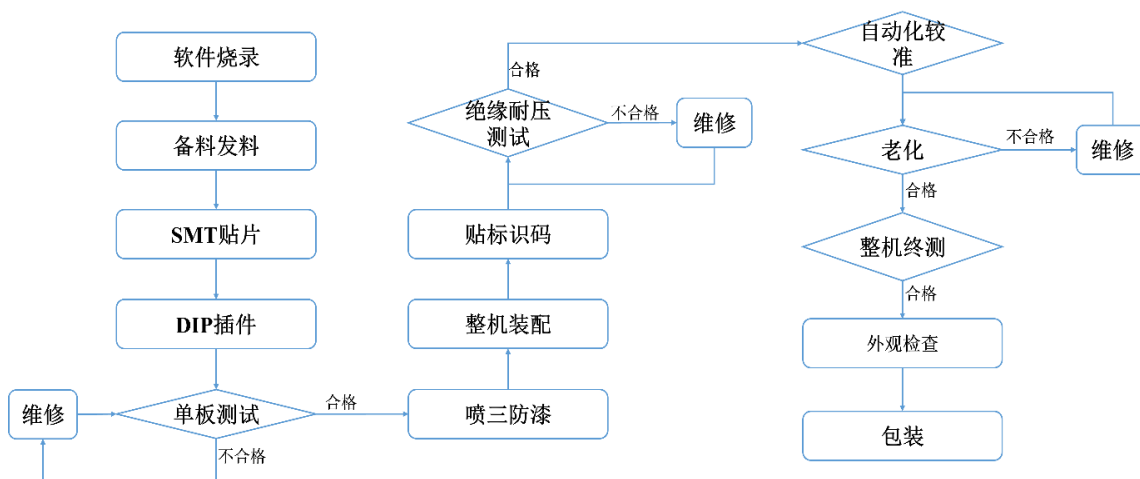 软件烧录
备料发料
SMT贴片
DIP插件
单板测试
维修
不合格
合格
喷三防漆
整机装配
贴标识码
绝缘耐压
测试
不合格
维修
合格
自动化较
准
老化
不合格
维修
合格
整机终测
合格
外观检查
包装